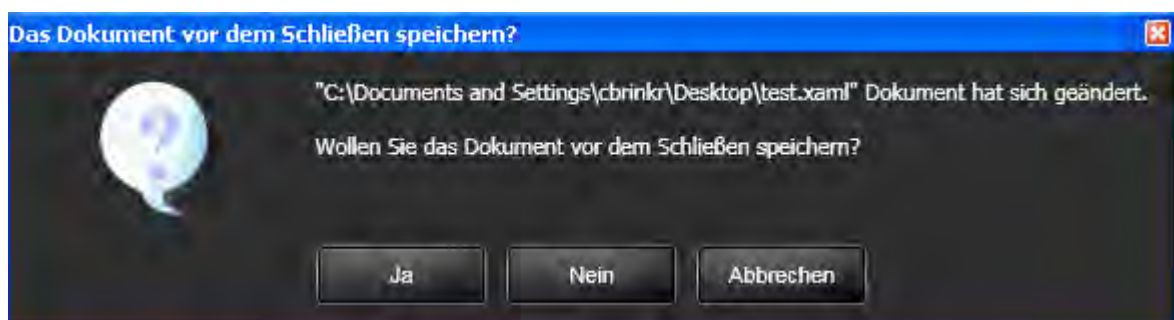 Das Dokument vor dem Schließen speichern?
"C:\Documents and Settings\cbrinkr\Desktop\test.xaml" Dokument hat sich geändert.
Wollen Sie das Dokument vor dem Schließen speichern?
Ja
Nein
Abbrechen